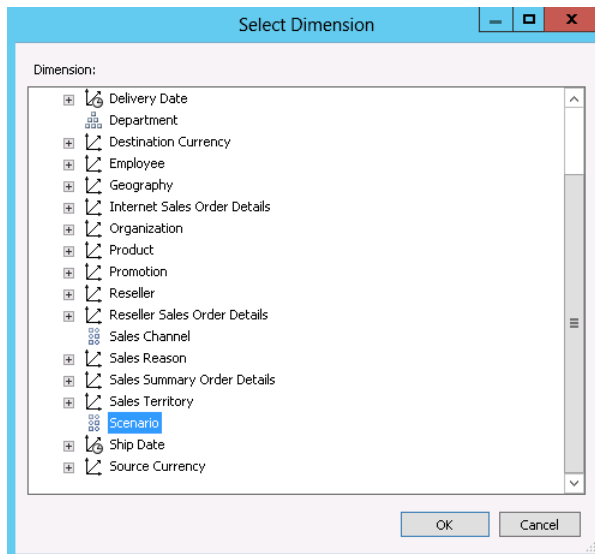 Select Dimension
Dimension:
Delivery Date
Department
Destination Currency
Employee
Geography
Internet Sales Order Details
Organization
Product
Promotion
Reseller
Reseller Sales Order Details
Sales Channel
Sales Reason
Sales Summary Order Details
Sales Territory
Scenario
Ship Date
Source Currency
OK
Cancel